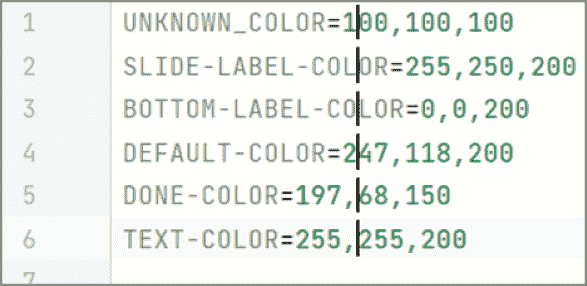 1 UNKNOWN_COLOR=100,100,100
2 SLIDE-LABEL-COLOR=255,250,200
3 BOTTOM-LABEL-COLOR=0,0,200
4 DEFAULT-COLOR=247,118,200
5 DONE-COLOR=197,68,150
6 TEXT-COLOR=255,255,200
7